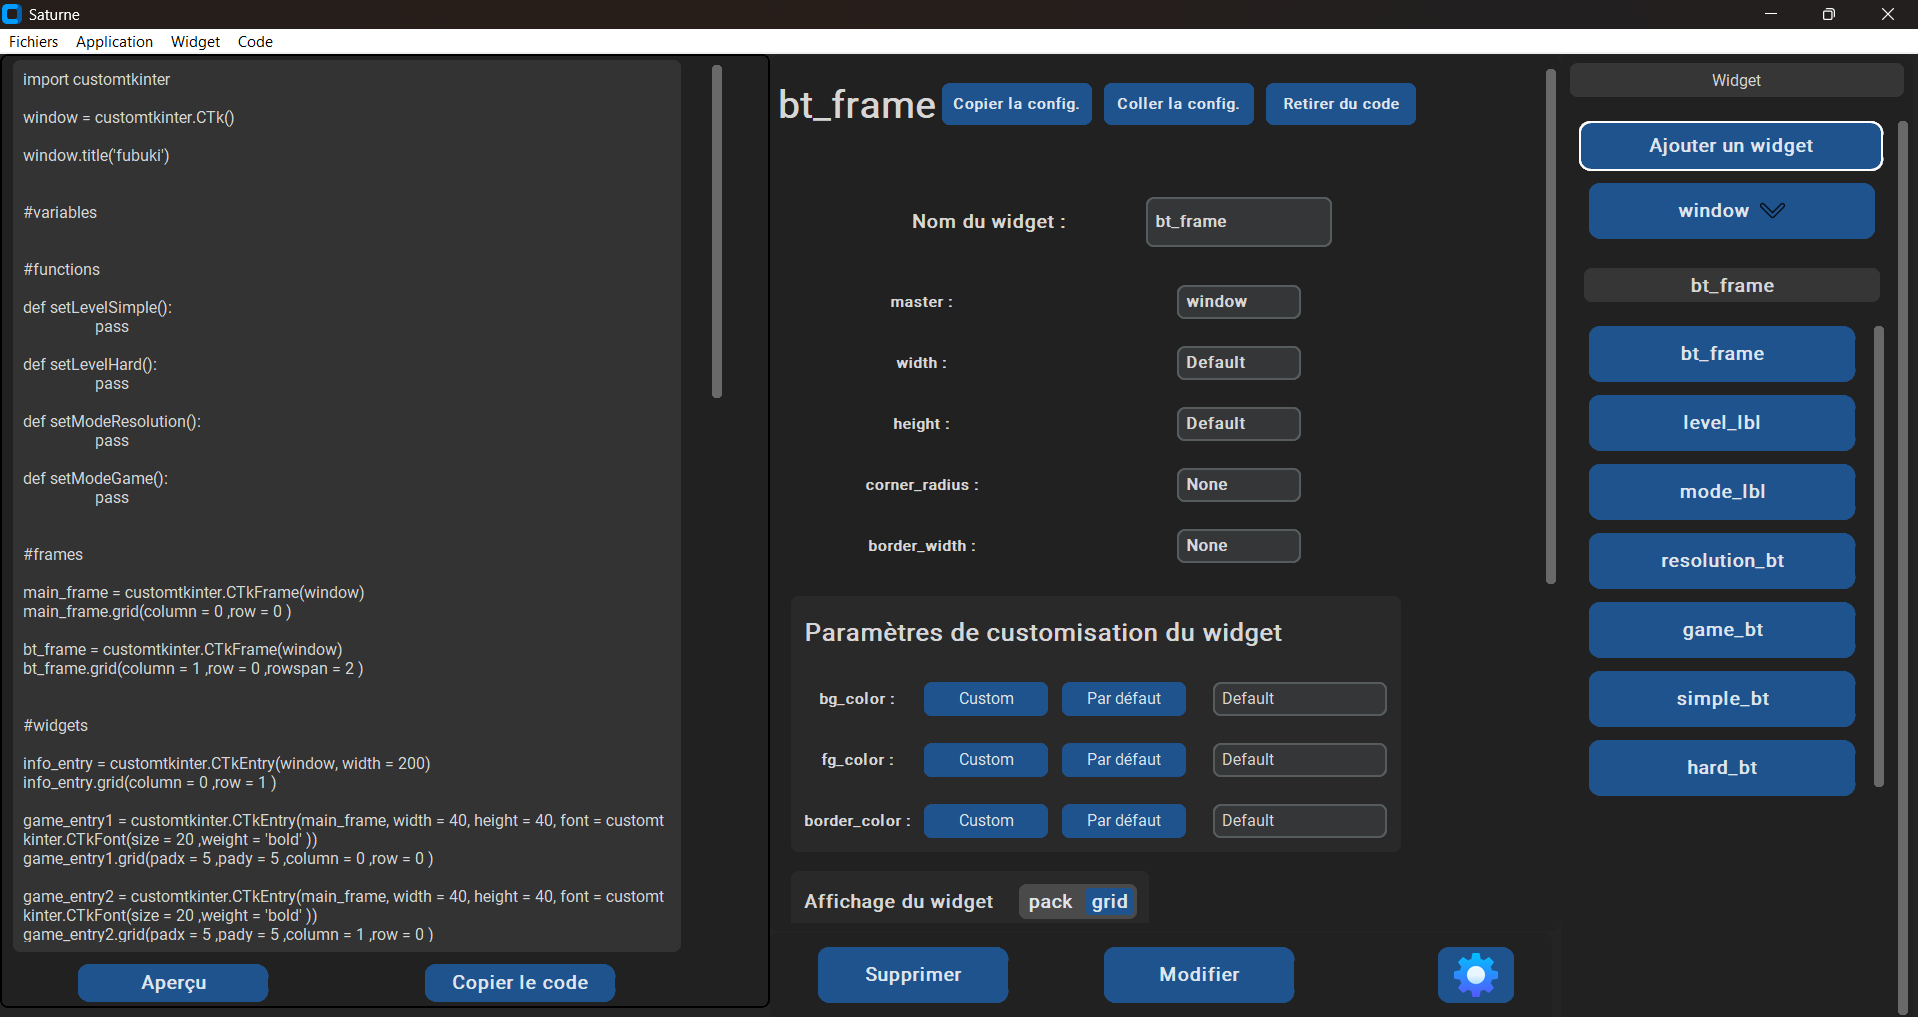 Saturne
Fichiers Application Widget Code
import customtkinter
window = customtkinter.CTk()
window.title('fubuki')
#variables
#functions
def setLevelSimple():
pass
def setLevelHard():
pass
def setModeResolution():
pass
def setModeGame():
pass
#frames
main_frame = customtkinter.CTkFrame(window)
main_frame.grid(column = 0 ,row = 0 )
bt_frame = customtkinter.CTkFrame(window)
bt_frame.grid(column = 1 ,row = 0 ,rowspan = 2 )
#widgets
info_entry = customtkinter.CTkEntry(window, width = 200)
info_entry.grid(column = 0 ,row = 1 )
game_entry1 = customtkinter.CTkEntry(main_frame, width = 40, height = 40, font = customt
kinter.CTkFont(size = 20 ,weight = 'bold' ))
game_entry1.grid(padx = 5 ,pady = 5 ,column = 0 ,row = 0 )
game_entry2 = customtkinter.CTkEntry(main_frame, width = 40, height = 40, font = customt
kinter.CTkFont(size = 20 ,weight = 'bold' ))
game_entry2.grid(padx = 5 ,pady = 5 ,column = 1 ,row = 0 )
Aperçu
Copier le code
bt_frame
Copier la config.
Coller la config.
Retirer du code
Nom du widget : bt_frame
master : window
width : Default
height : Default
corner_radius : None
border_width : None
Paramètres de customisation du widget
bg_color : Custom Par défaut Default
fg_color : Custom Par défaut Default
border_color : Custom Par défaut Default
Affichage du widget pack grid
Supprimer
Modifier
Widget
Ajouter un widget
window
bt_frame
bt_frame
level_lbl
mode_lbl
resolution_bt
game_bt
simple_bt
hard_bt